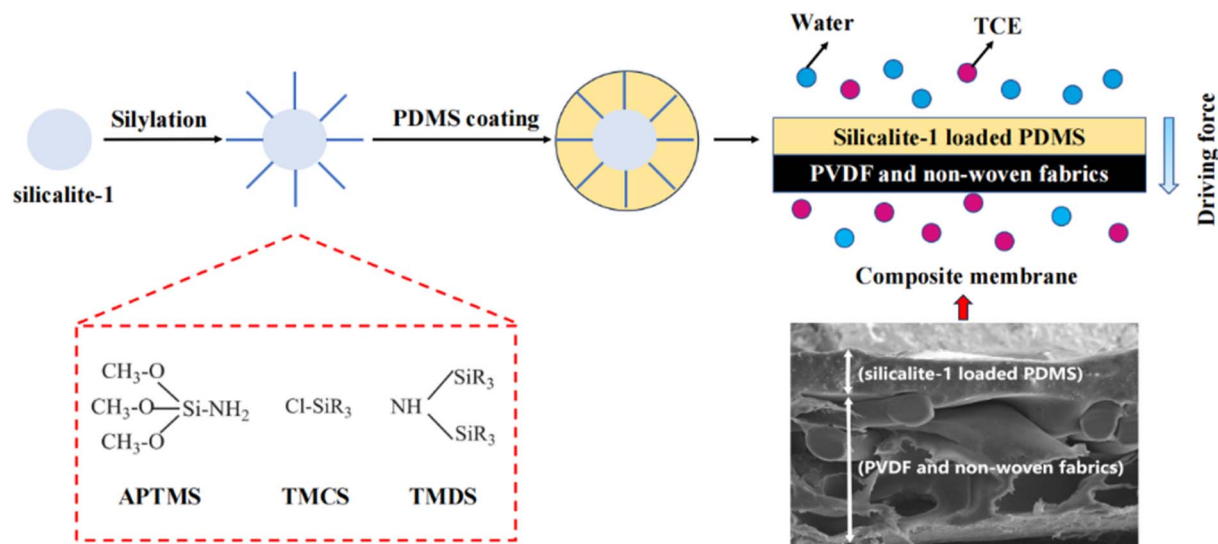 Water
TCE
Silylation
PDMS coating
silicalite-1
Silicalite-1 loaded PDMS
PVDF and non-woven fabrics
Driving force
Composite membrane
CH₃-O
CH₃-O
Si-NH₂
CH₃-O
Cl-SiR₃
SiR₃
NH
SiR₃
APTMS
TMCS
TMDS
(silicalite-1 loaded PDMS)
(PVDF and non-woven fabrics)